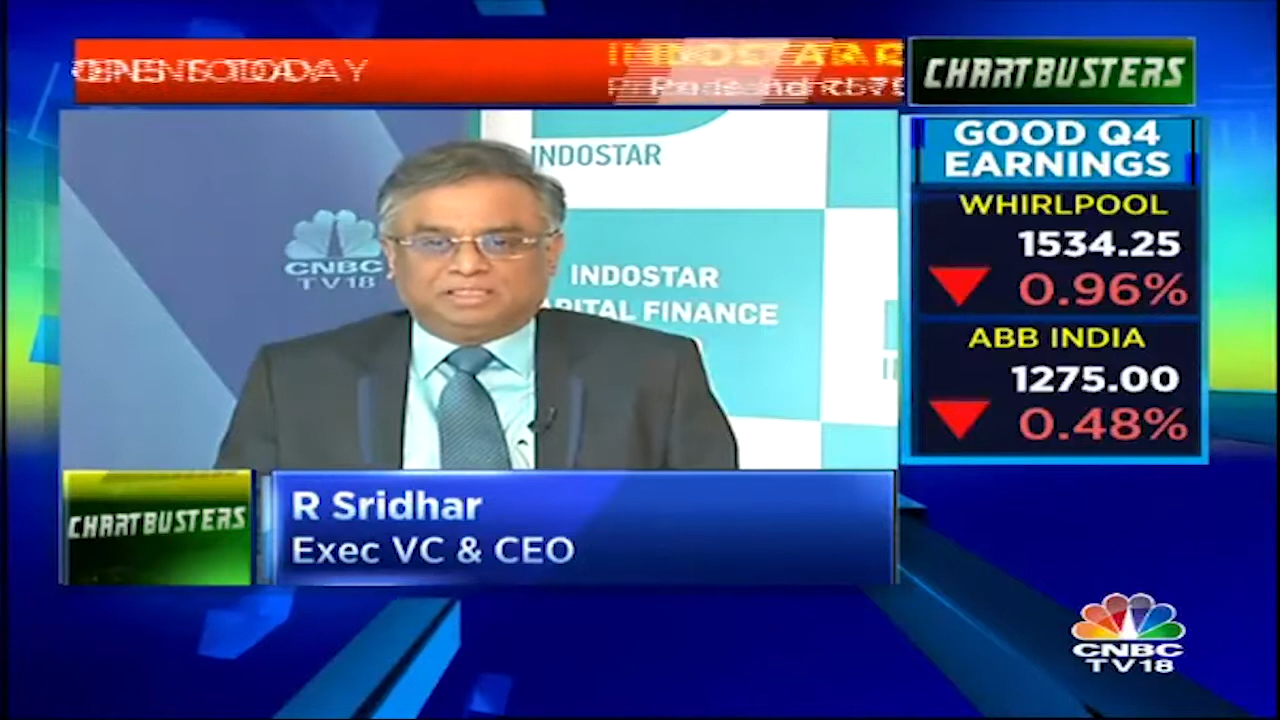 CHARTBUSTERS
INDOSTAR
CNBC
TV18
INDOSTAR
CAPITAL FINANCE
GOOD Q4
EARNINGS
WHIRLPOOL
1534.25
0.96%
ABB INDIA
1275.00
0.48%
CHARTBUSTERS
R Sridhar
Exec VC & CEO
CNBC
TV18